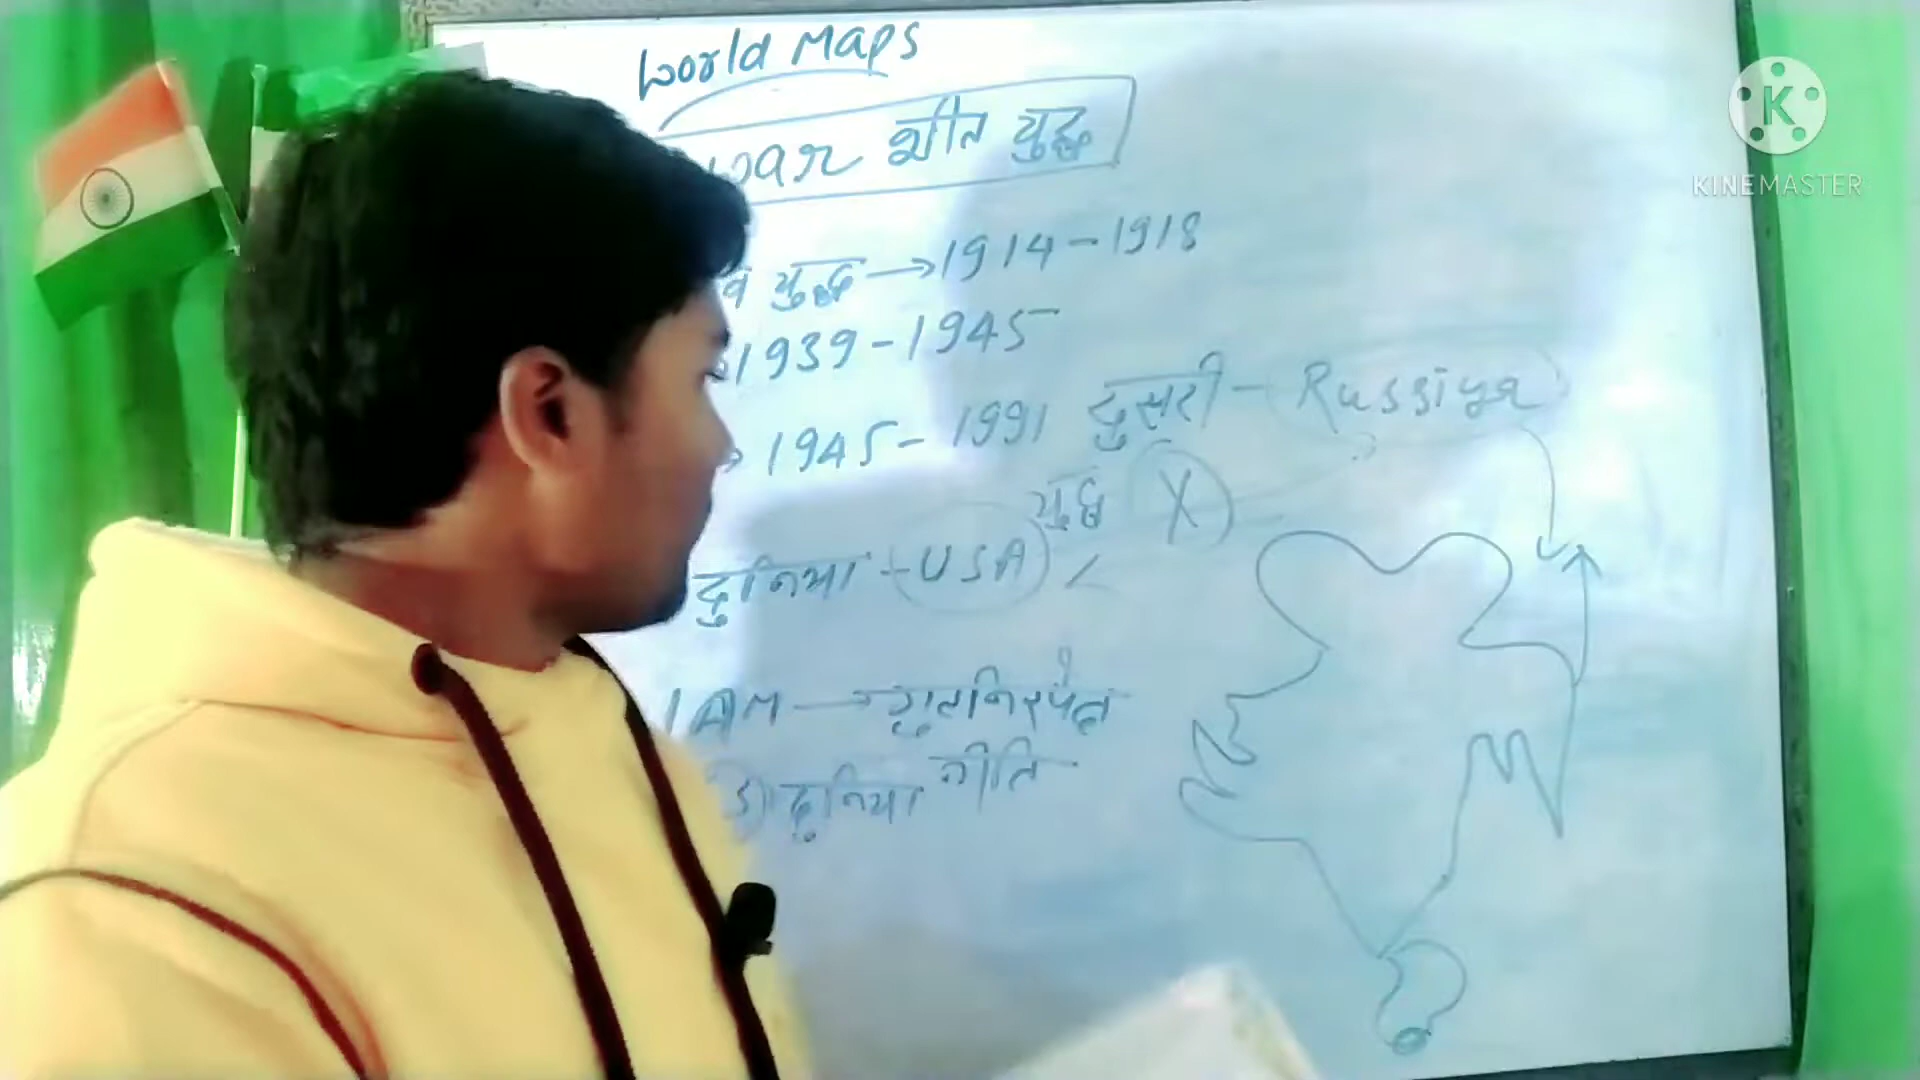 World Maps
war शीत युद्ध
व युद्ध → 1914-1918
1939-1945
→ 1945-1991 दुसरी - Russiya
युद्ध X
दुनिया - USA
AM → गुटनिरपेक्ष
दुनिया नीति
K
KINEMASTER